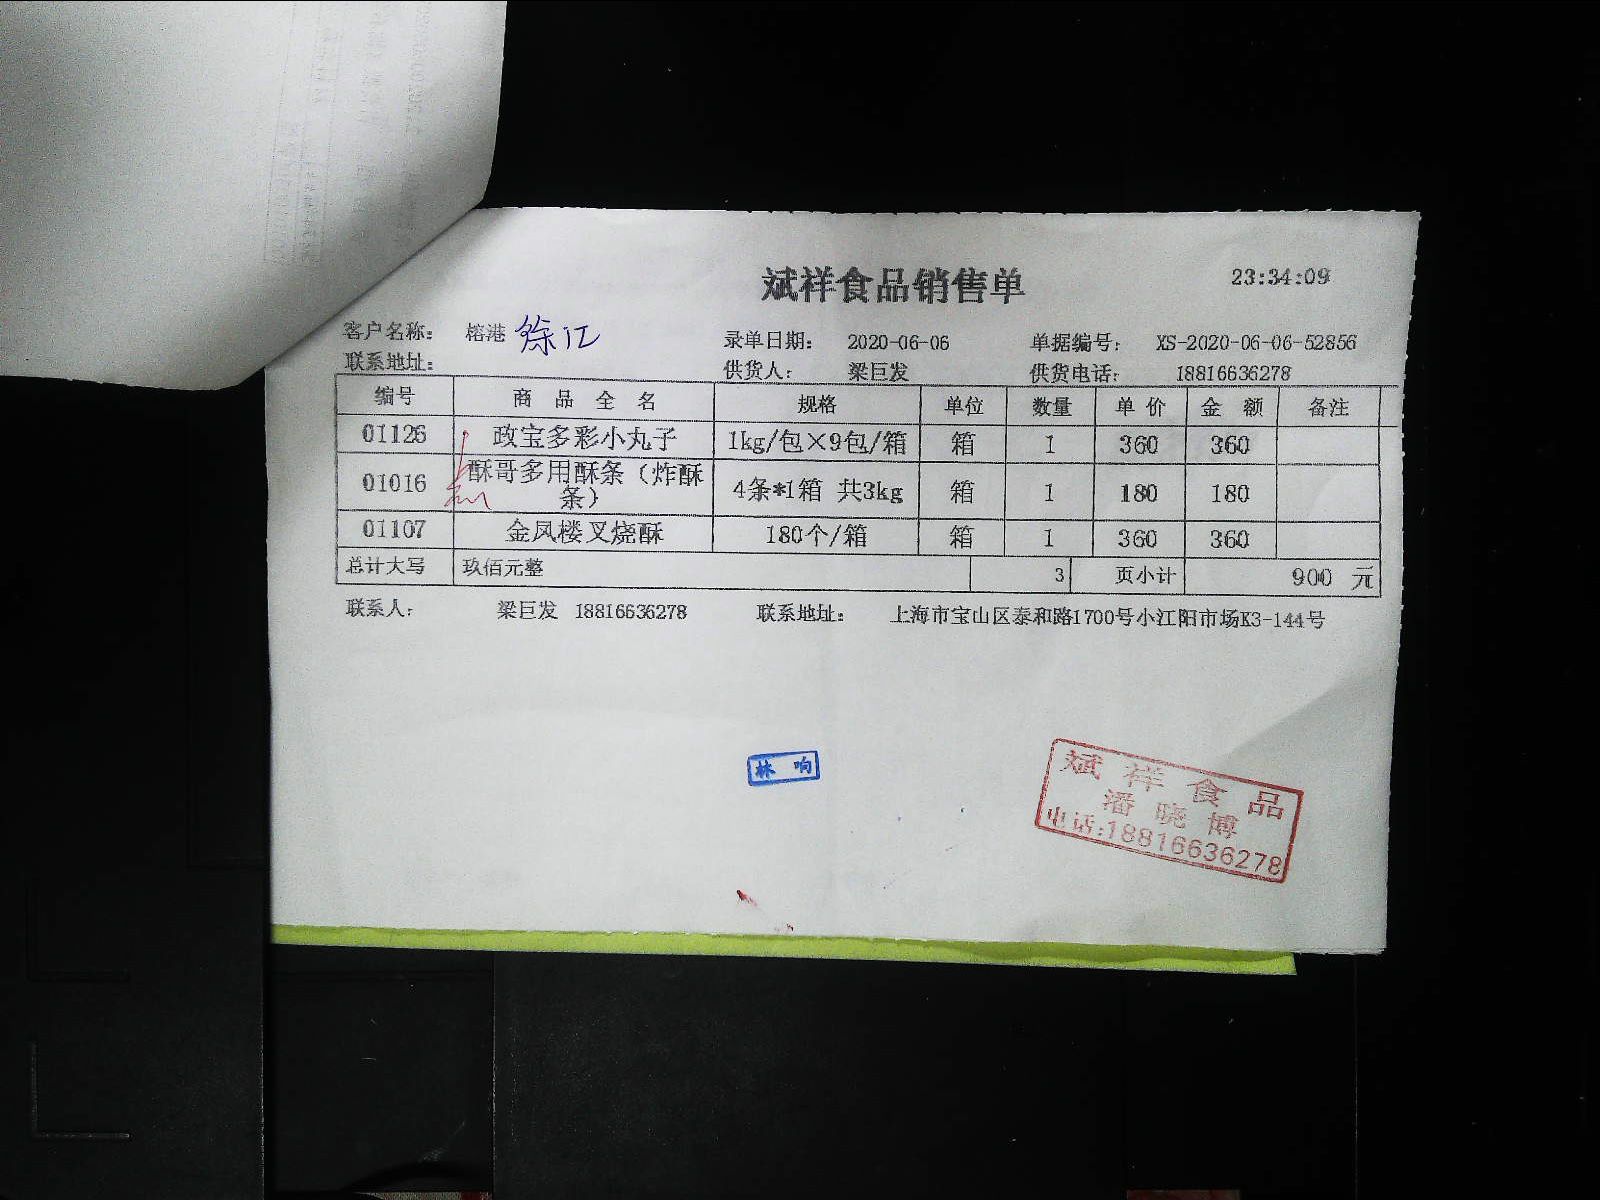 斌祥食品销售单 23:34:09
客户名称: 榕港 徐汇 录单日期: 2020-06-06 单据编号: XS-2020-06-06-52856
联系地址: 供货人: 梁巨发 供货电话: 18816636278
编号 商品全名 规格 单位 数量 单价 金额 备注
01126 政宝多彩小丸子 1kg/包×9包/箱 箱 1 360 360
01016 酥哥多用酥条（炸酥条） 4条*1箱 共3kg 箱 1 180 180
01107 金凤楼叉烧酥 180个/箱 箱 1 360 360
总计大写 玖佰元整 3 页小计 900 元
联系人: 梁巨发 18816636278 联系地址: 上海市宝山区泰和路1700号小江阳市场K3-144号
林响
斌祥食品
潘晓博
电话:18816636278